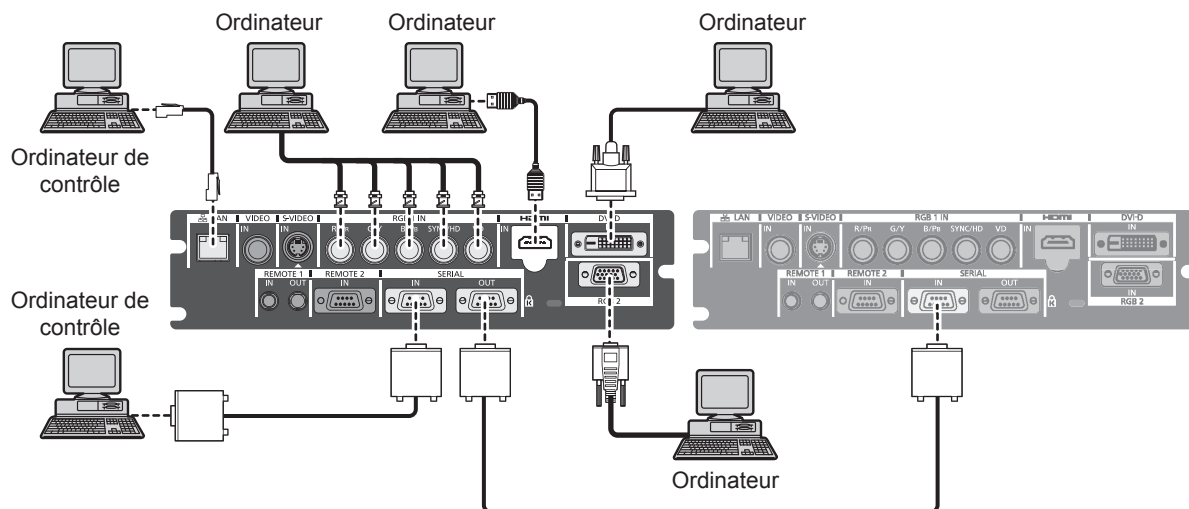 Ordinateur
Ordinateur
Ordinateur
Ordinateur de
contrôle
LAN VIDEO S-VIDEO HDMI DVI-D
IN IN IN
REMOTE 1 REMOTE 2 SERIAL
IN OUT IN IN OUT
RGB 2
LAN VIDEO S-VIDEO RGB 1 IN HDMI DVI-D
IN IN R/PR G/Y B/PB SYNC/HD VD IN
IN
REMOTE 1 REMOTE 2 SERIAL
IN OUT IN IN OUT IN
RGB 2
Ordinateur de
contrôle
Ordinateur